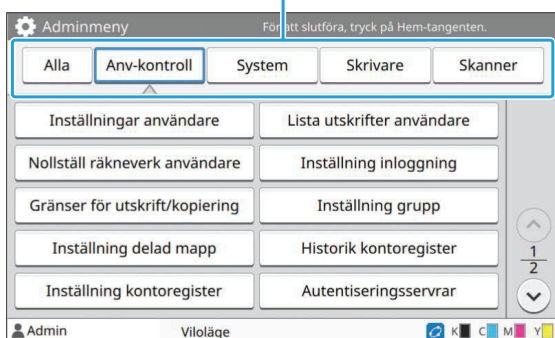 Adminmeny För att slutföra, tryck på Hem-tangenten.
Alla Anv-kontroll System Skrivare Skanner
Inställningar användare Lista utskrifter användare
Nollställ räkneverk användare Inställning inloggning
Gränser för utskrift/kopiering Inställning grupp
Inställning delad mapp Historik kontoregister
Inställning kontoregister Autentiseringsservrar
1
2
Admin Viloläge K C M Y